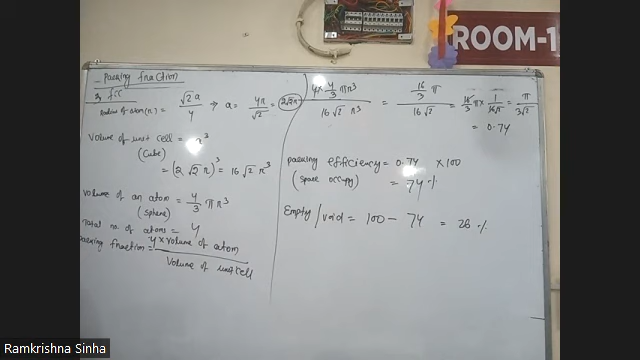 ROOM-1
Packing fraction
FCC
Radius of atom(r) = √2 a / 4 ⇒ a = 4r / √2 = 2√2r
Volume of unit cell = r³
(Cube)
= (2√2 r)³ = 16√2 r³
Volume of an atom = 4/3 πr³
(sphere)
Total no. of atoms = 4
Packing fraction = 4 × volume of atom / Volume of unit cell
4 × 4/3 πr³ / 16√2 r³ = 16/3 π / 16√2 = 16/3 π × 1/16√2 = π / 3√2
= 0.74
Packing efficiency = 0.74 × 100
(space occupy) = 74 %
Empty / void = 100 - 74 = 26 %
Ramkrishna Sinha